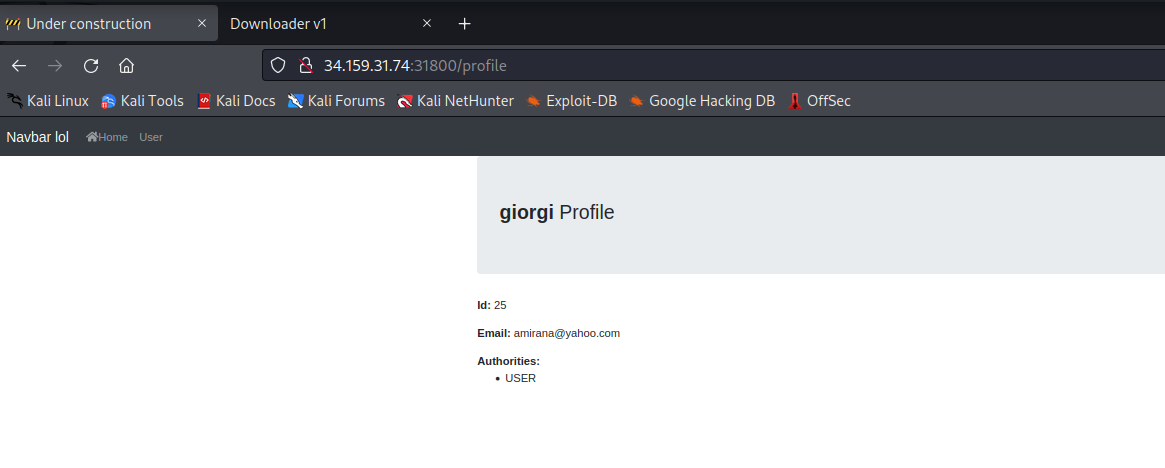 Under construction
Downloader v1
34.159.31.74:31800/profile
Kali Linux Kali Tools Kali Docs Kali Forums Kali NetHunter Exploit-DB Google Hacking DB OffSec
Navbar lol Home User
giorgi Profile
Id: 25
Email: amirana@yahoo.com
Authorities:
• USER